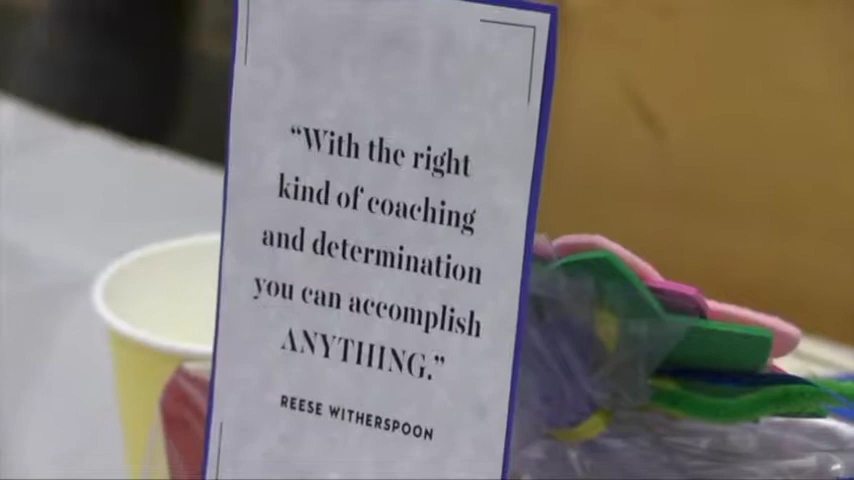 “With the right
kind of coaching
and determination
you can accomplish
ANYTHING.”
REESE WITHERSPOON